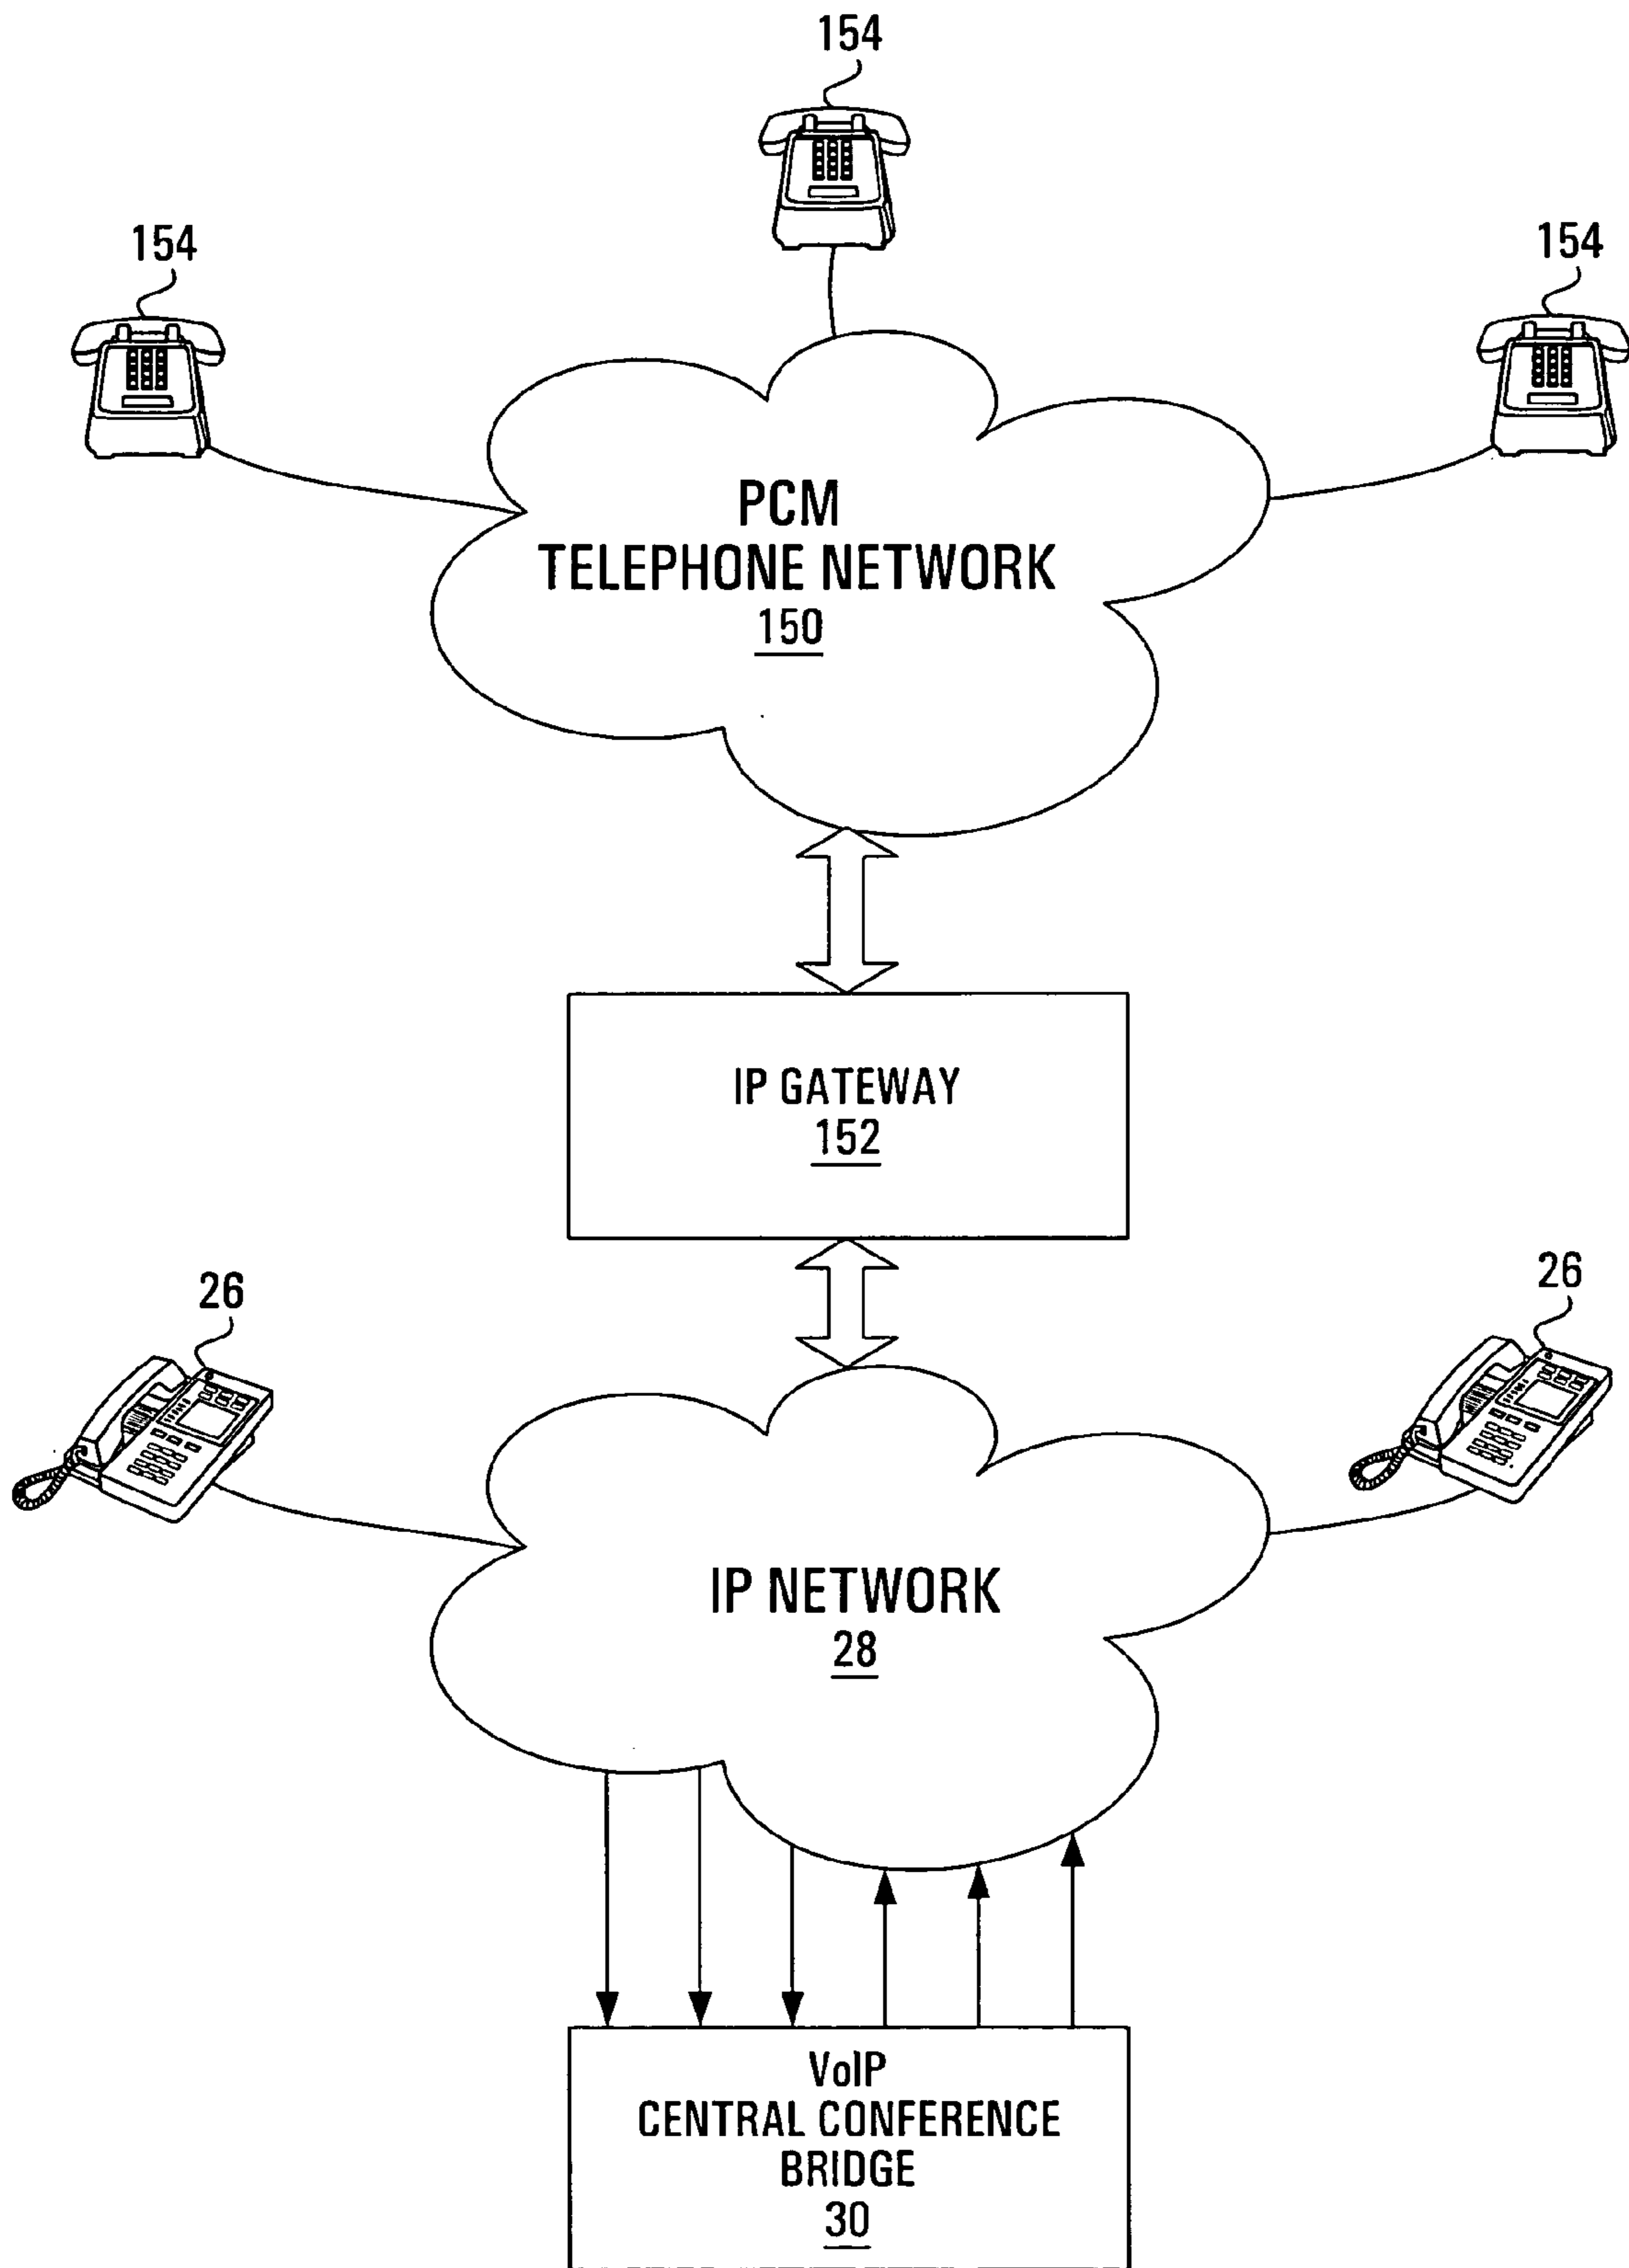 154
154
154
PCM
TELEPHONE NETWORK
150
IP GATEWAY
152
26
26
IP NETWORK
28
VoIP
CENTRAL CONFERENCE
BRIDGE
30